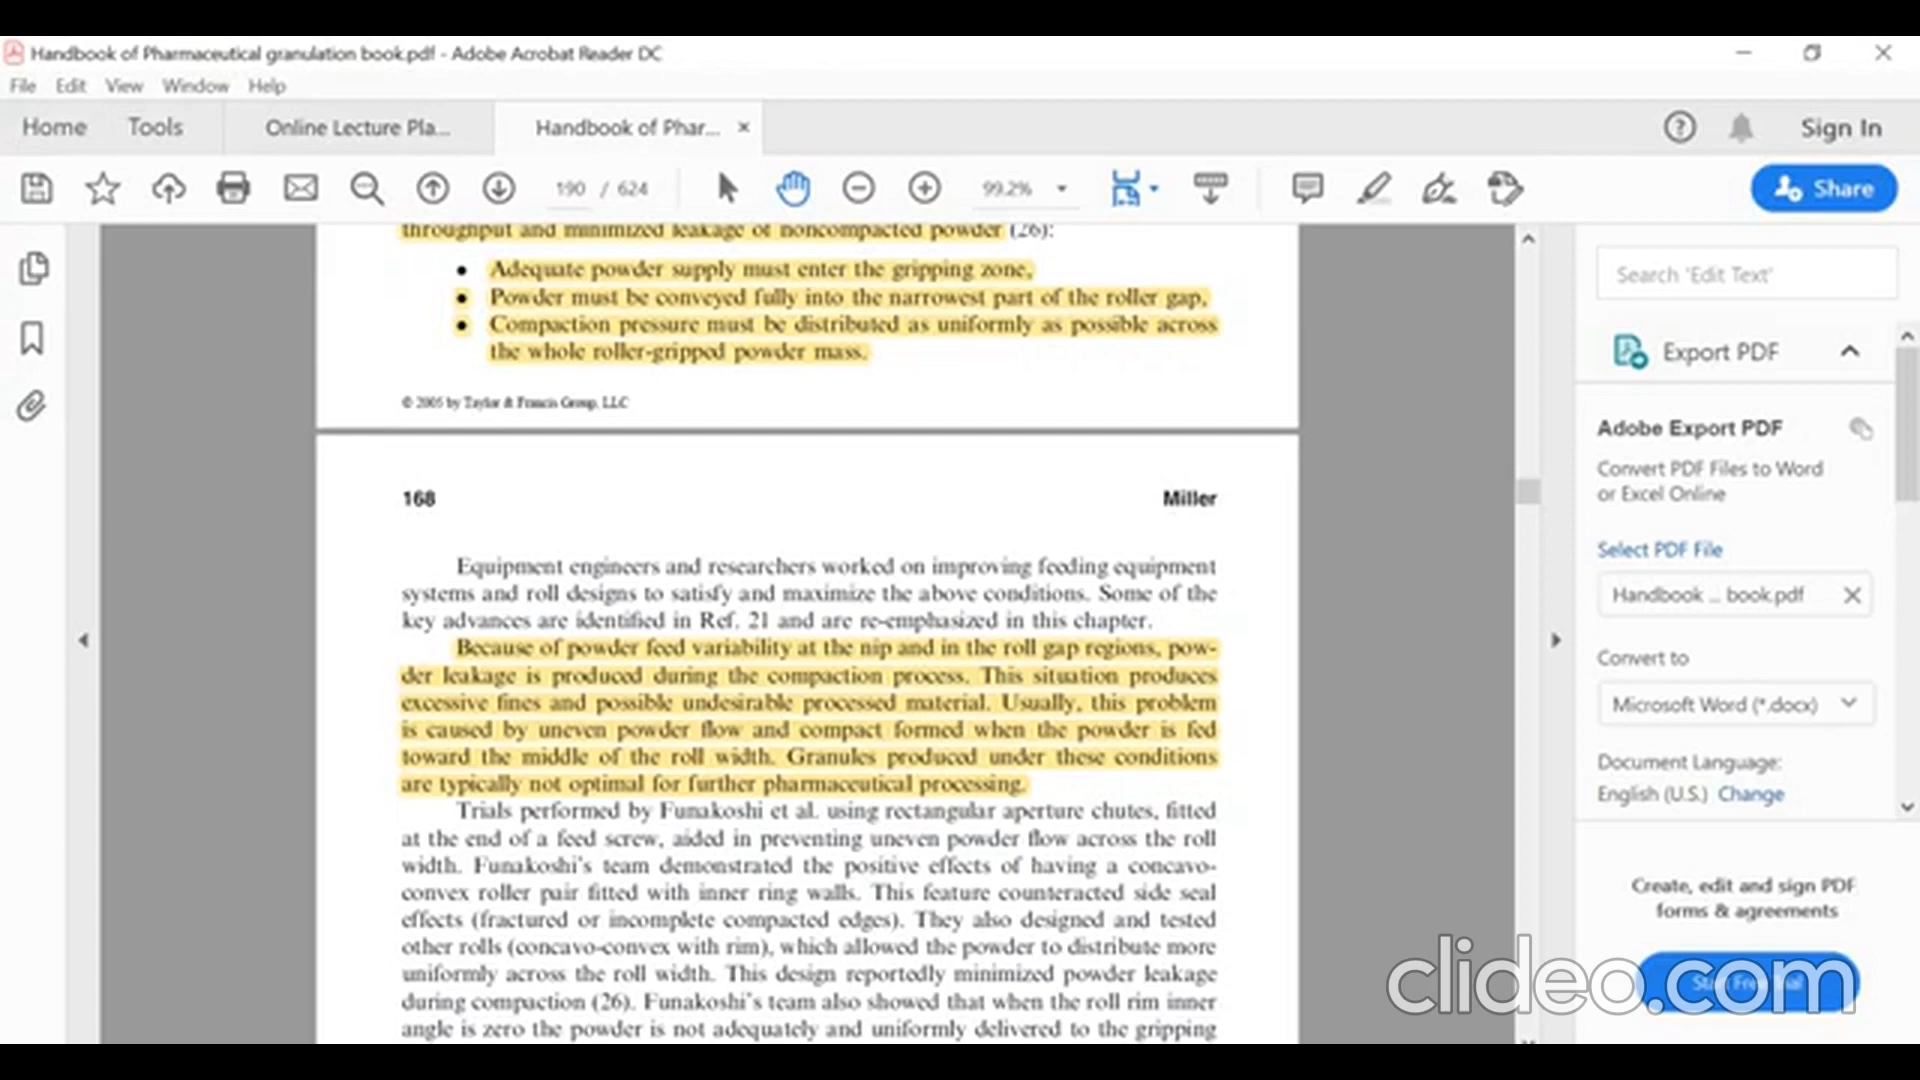 Handbook of Pharmaceutical granulation book.pdf - Adobe Acrobat Reader DC
File Edit View Window Help
Home Tools Online Lecture Pla... Handbook of Phar... × Sign In
190 / 624 99.2% Share
throughput and minimized leakage of noncompacted powder (26):
• Adequate powder supply must enter the gripping zone,
• Powder must be conveyed fully into the narrowest part of the roller gap,
• Compaction pressure must be distributed as uniformly as possible across
the whole roller-gripped powder mass.
© 2005 by Taylor & Francis Group, LLC
168 Miller
Equipment engineers and researchers worked on improving feeding equipment
systems and roll designs to satisfy and maximize the above conditions. Some of the
key advances are identified in Ref. 21 and are re-emphasized in this chapter.
Because of powder feed variability at the nip and in the roll gap regions, pow-
der leakage is produced during the compaction process. This situation produces
excessive fines and possible undesirable processed material. Usually, this problem
is caused by uneven powder flow and compact formed when the powder is fed
toward the middle of the roll width. Granules produced under these conditions
are typically not optimal for further pharmaceutical processing.
Trials performed by Funakoshi et al. using rectangular aperture chutes, fitted
at the end of a feed screw, aided in preventing uneven powder flow across the roll
width. Funakoshi's team demonstrated the positive effects of having a concavo-
convex roller pair fitted with inner ring walls. This feature counteracted side seal
effects (fractured or incomplete compacted edges). They also designed and tested
other rolls (concavo-convex with rim), which allowed the powder to distribute more
uniformly across the roll width. This design reportedly minimized powder leakage
during compaction (26). Funakoshi's team also showed that when the roll rim inner
angle is zero the powder is not adequately and uniformly delivered to the gripping
Search 'Edit Text'
Export PDF
Adobe Export PDF
Convert PDF Files to Word
or Excel Online
Select PDF File
Handbook ... book.pdf
Convert to
Microsoft Word (*.docx)
Document Language:
English (U.S.) Change
Create, edit and sign PDF
forms & agreements
Start Free Trial
clideo.com